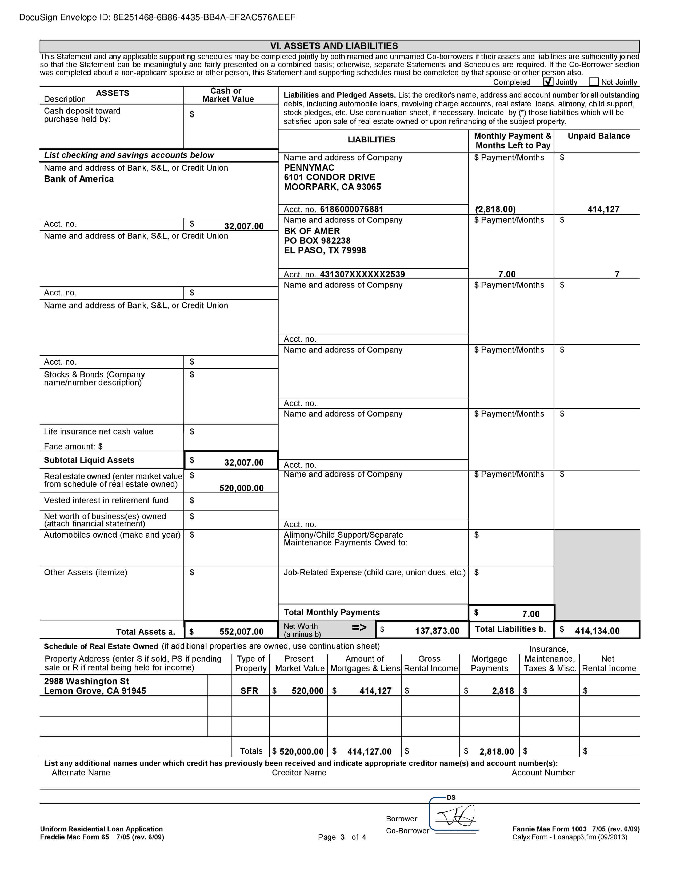 DocuSign Envelope ID: 8E251468-6B86-4435-BB4A-EF2AC576AEEF
VI. ASSETS AND LIABILITIES
This Statement and any applicable supporting schedules may be completed jointly by both married and unmarried Co-borrowers if their assets and liabilities are sufficiently joined
so that the Statement can be meaningfully and fairly presented on a combined basis; otherwise, separate Statements and Schedules are required. If the Co-Borrower section
was completed about a non-applicant spouse or other person, this Statement and supporting schedules must be completed by that spouse or other person also.
Completed Jointly Not Jointly
ASSETS
Description
Cash or
Market Value
Cash deposit toward
purchase held by:
$
Liabilities and Pledged Assets. List the creditor's name, address and account number for all outstanding
debts, including automobile loans, revolving charge accounts, real estate, loans, alimony, child support,
stock pledges, etc. Use continuation sheet, if necessary. Indicate by (*) those liabilities which will be
satisfied upon sale of real estate owned or upon refinancing of the subject property.
LIABILITIES
Monthly Payment &
Months Left to Pay
Unpaid Balance
List checking and savings accounts below
Name and address of Bank, S&L, or Credit Union
Bank of America
Acct. no. $ 32,007.00
Name and address of Company $ Payment/Months $
PENNYMAC
6101 CONDOR DRIVE
MOORPARK, CA 93065
Acct. no. 6186000076881 (2,818.00) 414,127
Name and address of Company $ Payment/Months $
BK OF AMER
PO BOX 982238
EL PASO, TX 79998
Acct. no. 431307XXXXXX2539 7.00 7
Name and address of Bank, S&L, or Credit Union
Acct. no. $
Name and address of Company $ Payment/Months $
Acct. no.
Name and address of Bank, S&L, or Credit Union
Acct. no. $
Name and address of Company $ Payment/Months $
Acct. no.
Stocks & Bonds (Company
name/number description)
$
Name and address of Company $ Payment/Months $
Life insurance net cash value $
Face amount: $
Subtotal Liquid Assets $ 32,007.00
Acct. no.
Name and address of Company $ Payment/Months $
Real estate owned (enter market value
from schedule of real estate owned)
$ 520,000.00
Vested interest in retirement fund $
Net worth of business(es) owned
(attach financial statement)
$
Acct. no.
Automobiles owned (make and year) $
Alimony/Child Support/Separate
Maintenance Payments Owed to:
$
Other Assets (itemize) $
Job-Related Expense (child care, union dues, etc.) $
Total Monthly Payments $ 7.00
Total Assets a. $ 552,007.00
Net Worth
(a minus b)
=> $ 137,873.00
Total Liabilities b. $ 414,134.00
Schedule of Real Estate Owned (if additional properties are owned, use continuation sheet)
Property Address (enter S if sold, PS if pending
sale or R if rental being held for income)
Type of
Property
Present
Market Value
Amount of
Mortgages & Liens
Gross
Rental Income
Mortgage
Payments
Insurance,
Maintenance,
Taxes & Misc.
Net
Rental Income
2988 Washington St
Lemon Grove, CA 91945 SFR $ 520,000 $ 414,127 $ $ 2,818 $ $
Totals $ 520,000.00 $ 414,127.00 $ $ 2,818.00 $ $
List any additional names under which credit has previously been received and indicate appropriate creditor name(s) and account number(s):
Alternate Name Creditor Name Account Number
DS
Borrower
Co-Borrower
Uniform Residential Loan Application
Freddie Mac Form 65 7/05 (rev. 6/09)
Page 3 of 4
Fannie Mae Form 1003 7/05 (rev. 6/09)
Calyx Form - Loanapp3.frm (09/2013)